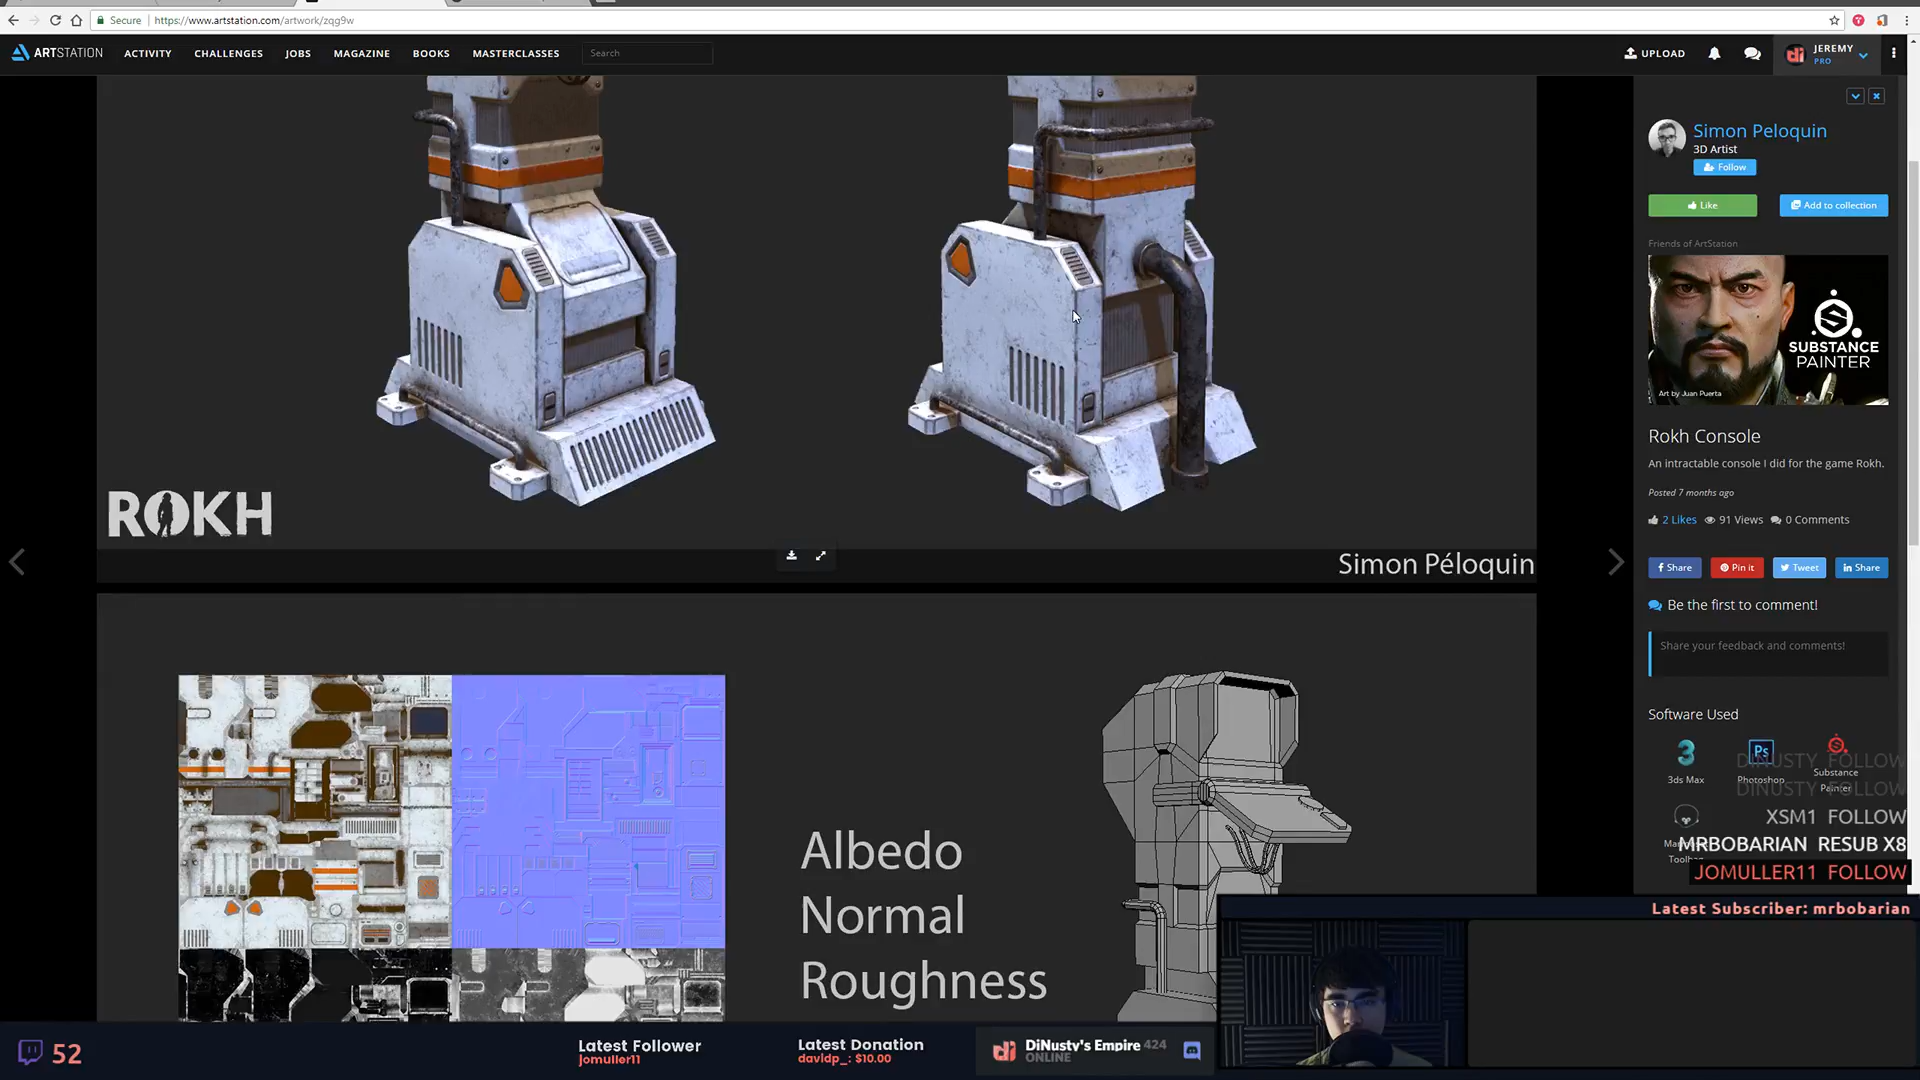 Secure | https://www.artstation.com/artwork/zqg9w
ARTSTATION ACTIVITY CHALLENGES JOBS MAGAZINE BOOKS MASTERCLASSES Search UPLOAD JEREMY
PRO
Simon Peloquin
3D Artist
Follow
Like Add to collection
Friends of ArtStation
SUBSTANCE
PAINTER
Art by Juan Puerta
Rokh Console
An intractable console I did for the game Rokh.
Posted 7 months ago
2 Likes 91 Views 0 Comments
Share Pin it Tweet Share
Be the first to comment!
Share your feedback and comments!
Software Used
3ds Max
Photoshop
Substance
Painter
ROKH
Simon Péloquin
Albedo
Normal
Roughness
DINUSTY FOLLOW
DINUSTY FOLLOW
XSM1 FOLLOW
MRBOBARIAN RESUB X8
JOMULLER11 FOLLOW
Latest Subscriber: mrbobarian
52
Latest Follower
jomuller11
Latest Donation
davidp_: $10.00
di
DiNusty's Empire 424
ONLINE